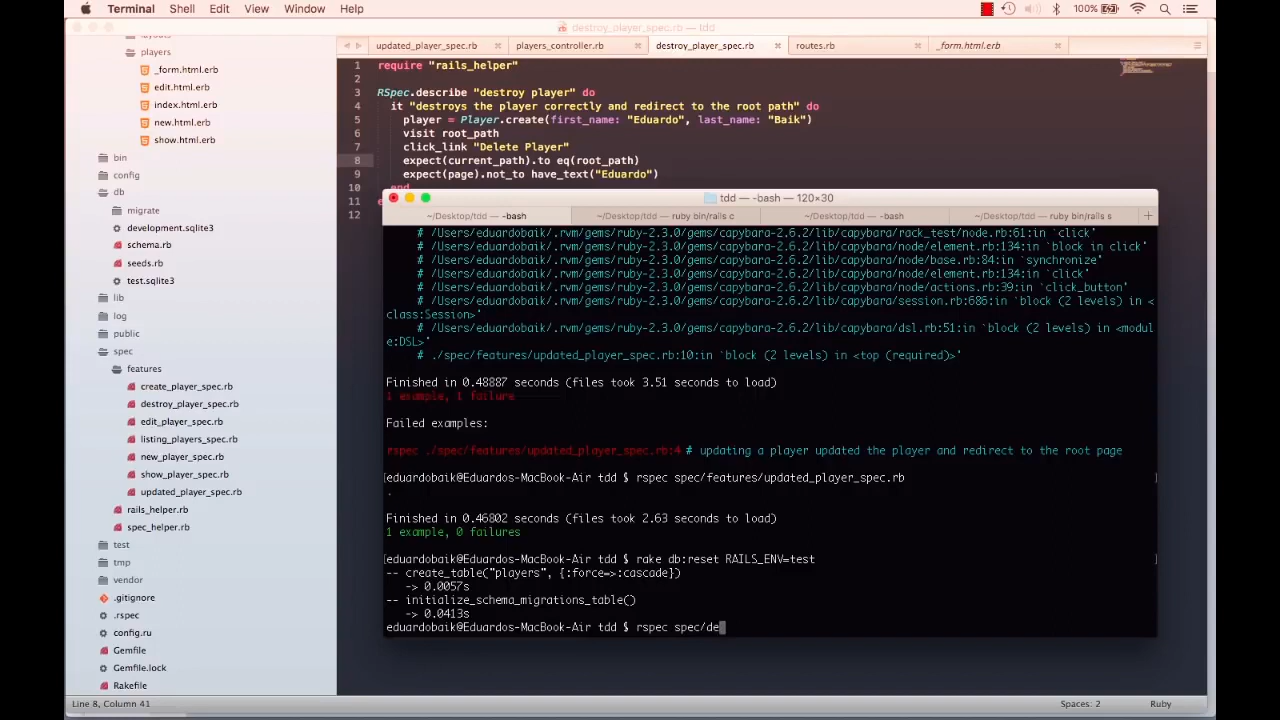 Terminal Shell Edit View Window Help 100%
destroy_player_spec.rb — tdd
layouts
players
_form.html.erb
edit.html.erb
index.html.erb
new.html.erb
show.html.erb
bin
config
db
migrate
development.sqlite3
schema.rb
seeds.rb
test.sqlite3
lib
log
public
spec
features
create_player_spec.rb
destroy_player_spec.rb
edit_player_spec.rb
listing_players_spec.rb
new_player_spec.rb
show_player_spec.rb
updated_player_spec.rb
rails_helper.rb
spec_helper.rb
test
tmp
vendor
.gitignore
.rspec
config.ru
Gemfile
Gemfile.lock
Rakefile
updated_player_spec.rb players_controller.rb destroy_player_spec.rb routes.rb _form.html.erb
1 require "rails_helper"
2
3 RSpec.describe "destroy player" do
4 it "destroys the player correctly and redirect to the root path" do
5 player = Player.create(first_name: "Eduardo", last_name: "Baik")
6 visit root_path
7 click_link "Delete Player"
8 expect(current_path).to eq(root_path)
9 expect(page).not_to have_text("Eduardo")
10 end
11
12
tdd — -bash — 120×30
~/Desktop/tdd — -bash ~/Desktop/tdd — ruby bin/rails c ~/Desktop/tdd — -bash ~/Desktop/tdd — ruby bin/rails s
# /Users/eduardobaik/.rvm/gems/ruby-2.3.0/gems/capybara-2.6.2/lib/capybara/rack_test/node.rb:61:in `click'
# /Users/eduardobaik/.rvm/gems/ruby-2.3.0/gems/capybara-2.6.2/lib/capybara/node/element.rb:134:in `block in click'
# /Users/eduardobaik/.rvm/gems/ruby-2.3.0/gems/capybara-2.6.2/lib/capybara/node/base.rb:84:in `synchronize'
# /Users/eduardobaik/.rvm/gems/ruby-2.3.0/gems/capybara-2.6.2/lib/capybara/node/element.rb:134:in `click'
# /Users/eduardobaik/.rvm/gems/ruby-2.3.0/gems/capybara-2.6.2/lib/capybara/node/actions.rb:39:in `click_button'
# /Users/eduardobaik/.rvm/gems/ruby-2.3.0/gems/capybara-2.6.2/lib/capybara/session.rb:686:in `block (2 levels) in <
class:Session>'
# /Users/eduardobaik/.rvm/gems/ruby-2.3.0/gems/capybara-2.6.2/lib/capybara/dsl.rb:51:in `block (2 levels) in <modul
e:DSL>'
# ./spec/features/updated_player_spec.rb:10:in `block (2 levels) in <top (required)>'
Finished in 0.48887 seconds (files took 3.51 seconds to load)
1 example, 1 failure
Failed examples:
rspec ./spec/features/updated_player_spec.rb:4 # updating a player updated the player and redirect to the root page
[eduardobaik@Eduardos-MacBook-Air tdd $ rspec spec/features/updated_player_spec.rb ]
.
Finished in 0.46802 seconds (files took 2.63 seconds to load)
1 example, 0 failures
[eduardobaik@Eduardos-MacBook-Air tdd $ rake db:reset RAILS_ENV=test ]
-- create_table("players", {:force=>:cascade})
-> 0.0057s
-- initialize_schema_migrations_table()
-> 0.0413s
eduardobaik@Eduardos-MacBook-Air tdd $ rspec spec/de
Line 8, Column 41 Spaces: 2 Ruby